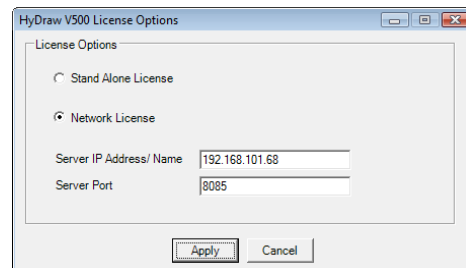 HyDraw V500 License Options
License Options
Stand Alone License
Network License
Server IP Address/ Name 192.168.101.68
Server Port 8085
Apply Cancel